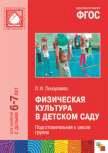 ФГОС
6-7
Л. И. Пензулаева
ФИЗИЧЕСКАЯ
КУЛЬТУРА
В ДЕТСКОМ САДУ
Подготовительная к школе
группа